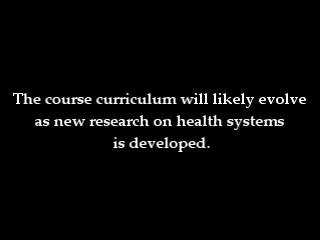 The course curriculum will likely evolve
as new research on health systems
is developed.